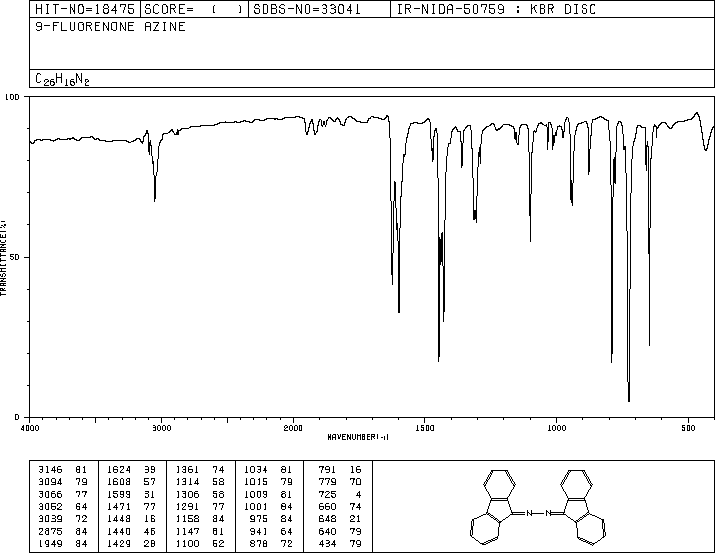 HIT-NO=18475 SCORE= ( ) SDBS-NO=33041 IR-NIDA-50759 : KBR DISC
9-FLUORENONE AZINE
C26H16N2
100
50
0
TRANSMITTANCE(%)
4000 3000 2000 1500 1000 500
WAVENUMBER(-1)
3146 81 1624 39 1361 74 1034 81 791 16
3094 79 1608 57 1314 58 1015 79 779 70
3066 77 1599 31 1306 58 1009 81 725 4
3052 64 1471 77 1291 77 1001 84 660 74
3039 72 1448 16 1158 84 975 84 648 21
2875 84 1440 46 1147 81 941 64 640 79
1949 84 1429 28 1100 52 878 72 434 79
N N